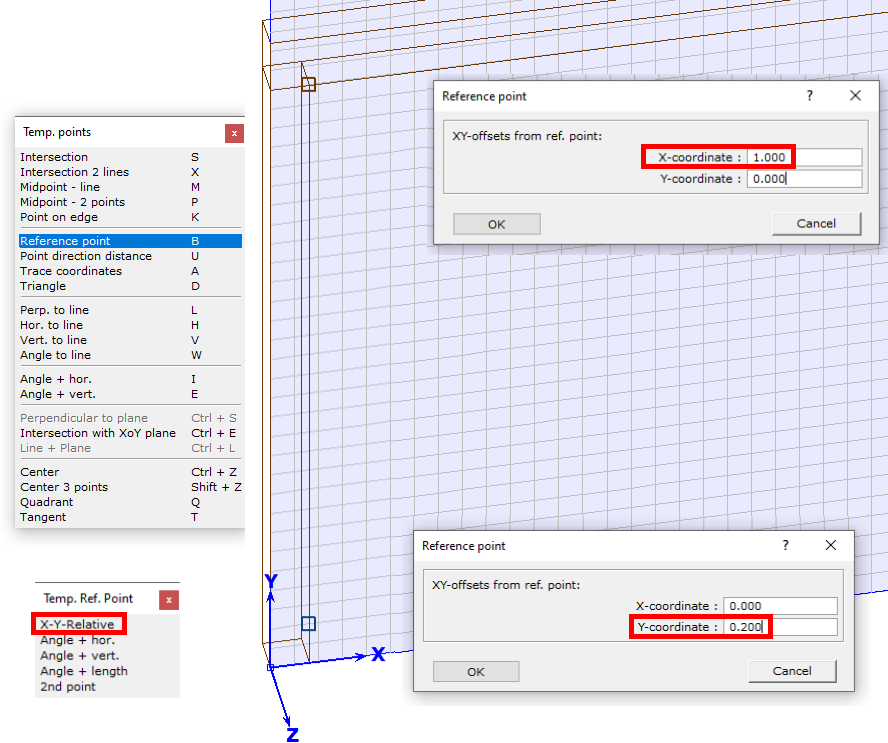 Temp. points
x
Intersection S
Intersection 2 lines X
Midpoint - line M
Midpoint - 2 points P
Point on edge K
Reference point B
Point direction distance U
Trace coordinates A
Triangle D
Perp. to line L
Hor. to line H
Vert. to line V
Angle to line W
Angle + hor. I
Angle + vert. E
Perpendicular to plane Ctrl + S
Intersection with XoY plane Ctrl + E
Line + Plane Ctrl + L
Center Ctrl + Z
Center 3 points Shift + Z
Quadrant Q
Tangent T
Temp. Ref. Point
x
X-Y-Relative
Angle + hor.
Angle + vert.
Angle + length
2nd point
Y
X
Z
Reference point ?
XY-offsets from ref. point:
X-coordinate : 1.000
Y-coordinate : 0.000
OK Cancel
Reference point ?
XY-offsets from ref. point:
X-coordinate : 0.000
Y-coordinate : 0.200
OK Cancel